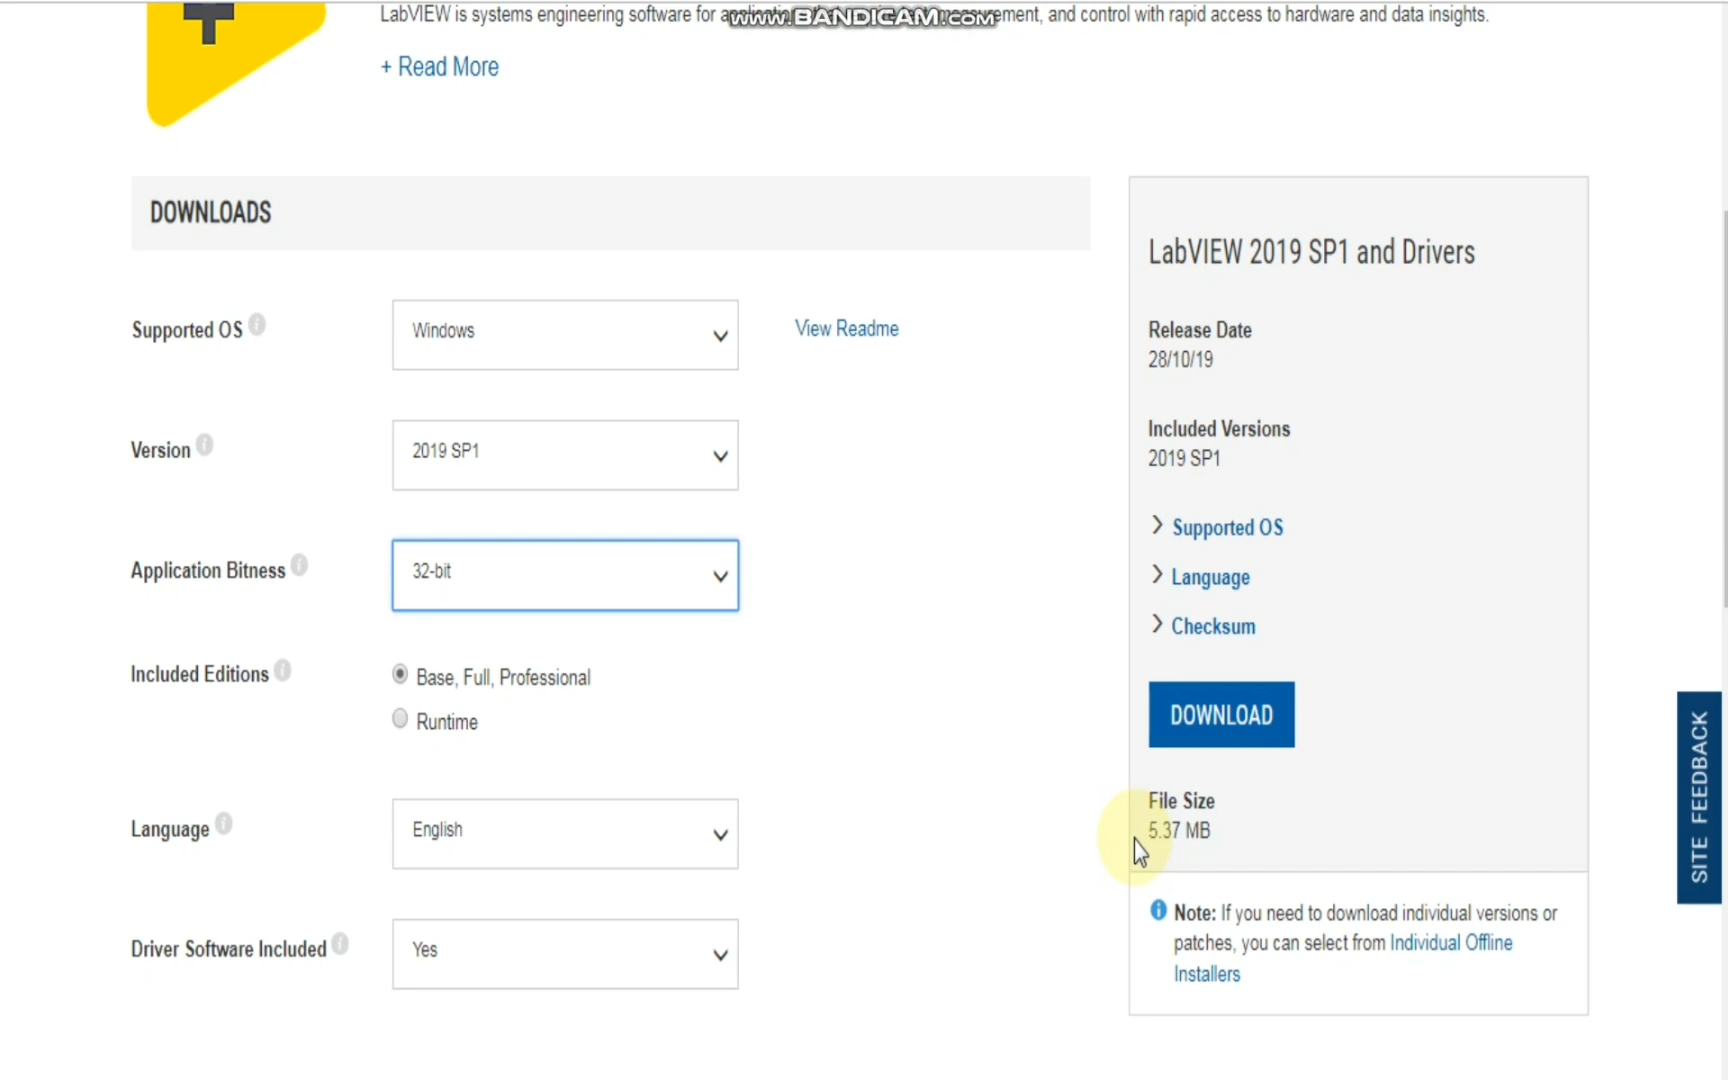 LabVIEW is systems engineering software for measurement, and control with rapid access to hardware and data insights.
www.BANDICAM.com
+ Read More
DOWNLOADS
Supported OS
Windows
View Readme
Version
2019 SP1
Application Bitness
32-bit
Included Editions
Base, Full, Professional
Runtime
Language
English
Driver Software Included
Yes
LabVIEW 2019 SP1 and Drivers
Release Date
28/10/19
Included Versions
2019 SP1
Supported OS
Language
Checksum
DOWNLOAD
File Size
5.37 MB
Note: If you need to download individual versions or
patches, you can select from Individual Offline
Installers
SITE FEEDBACK